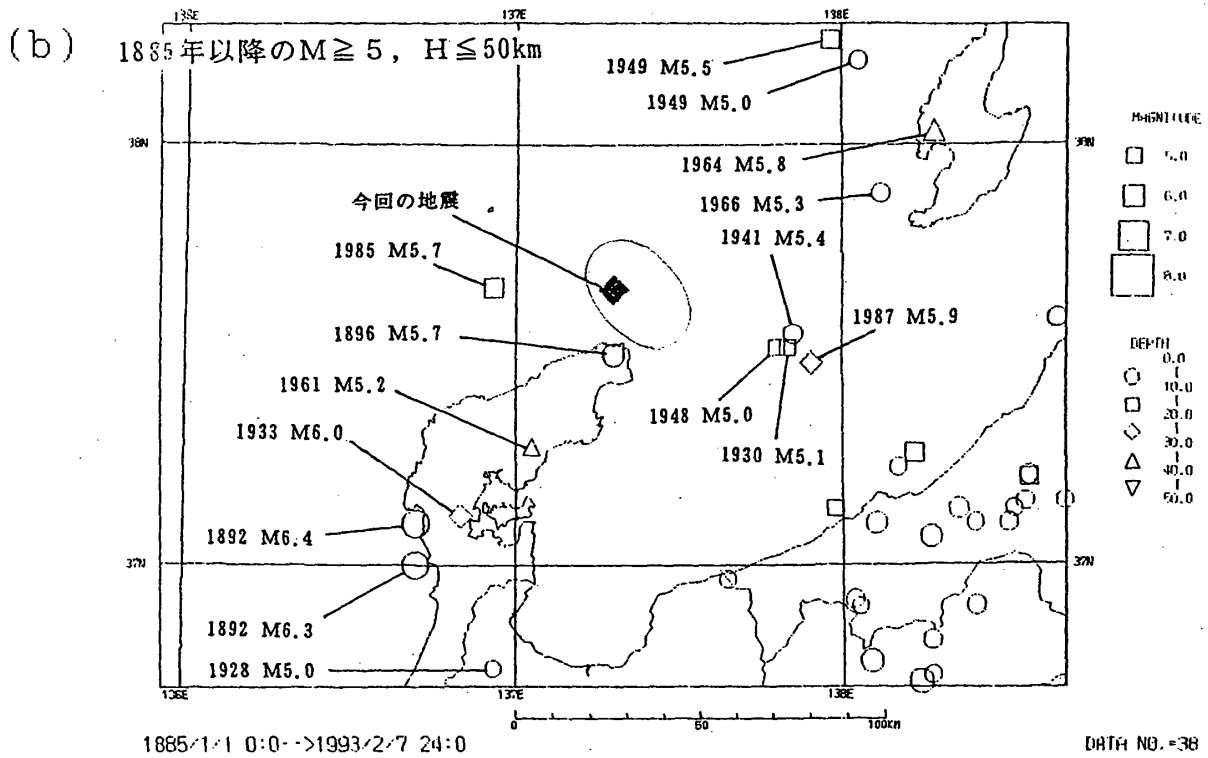 136E 137E 138E
(b) 1885年以降のM≧5, H≦50km
1949 M5.5
1949 M5.0
MAGNITUDE
38N
38N
5.0
1964 M5.8
6.0
今回の地震
1966 M5.3
7.0
1941 M5.4
1985 M5.7
8.0
1987 M5.9
1896 M5.7
DEPTH
0.0
10.0
1961 M5.2
1948 M5.0
20.0
1933 M6.0
1930 M5.1
30.0
40.0
50.0
1892 M6.4
37N
37N
1892 M6.3
1928 M5.0
136E 137E 138E
0 50 100KM
1885/1/1 0:0-->1993/2/7 24:0
DATA NO.=38